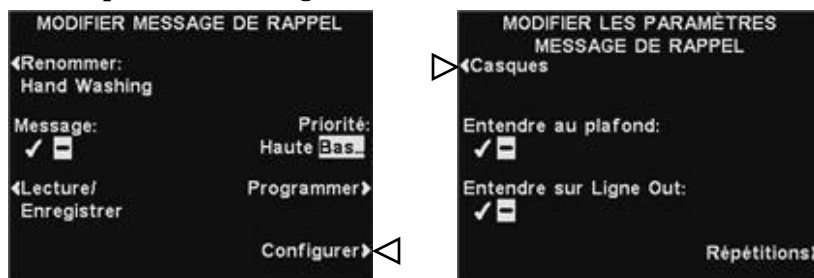 MODIFIER MESSAGE DE RAPPEL
Renommer:
Hand Washing
Message:
Priorité:
Haute Bas…
Lecture/
Enregistrer
Programmer
Configurer
MODIFIER LES PARAMÈTRES
MESSAGE DE RAPPEL
Casques
Entendre au plafond:
Entendre sur Ligne Out:
Répétitions